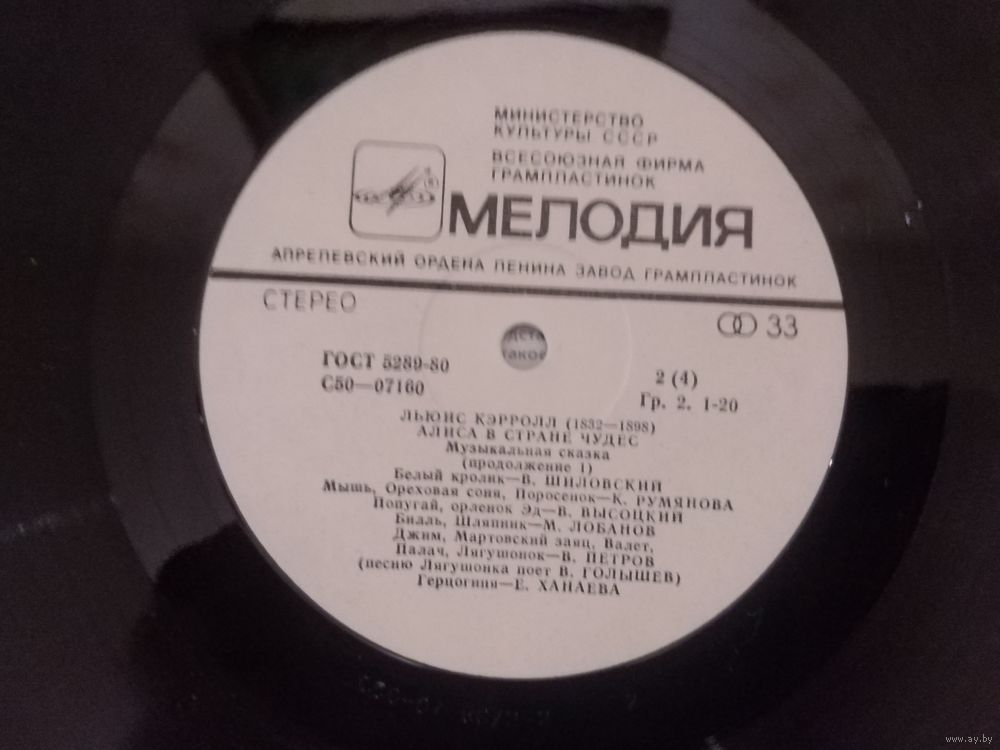 МИНИСТЕРСТВО
КУЛЬТУРЫ СССР
ВСЕСОЮЗНАЯ ФИРМА
ГРАМПЛАСТИНОК
МЕЛОДИЯ
АПРЕЛЕВСКИЙ ОРДЕНА ЛЕНИНА ЗАВОД ГРАМПЛАСТИНОК
СТЕРЕО
33
ГОСТ 5289-80
С50—07160
2 (4)
Гр. 2. 1-20
ЛЬЮИС КЭРРОЛЛ (1832—1898)
АЛИСА В СТРАНЕ ЧУДЕС
Музыкальная сказка
(продолжение 1)
Белый кролик—В. ШИЛОВСКИЙ
Мышь, Ореховая соня, Поросенок—К. РУМЯНОВА
Попугай, орленок Эд—В. ВЫСОЦКИЙ
Билль, Шляпник—М. ЛОБАНОВ
Джим, Мартовский заяц, Валет,
Палач, Лягушонок—В. ПЕТРОВ
(песню Лягушонка поет В. ГОЛЫШЕВ)
Герцогиня—Е. ХАНАЕВА
www.ay.by